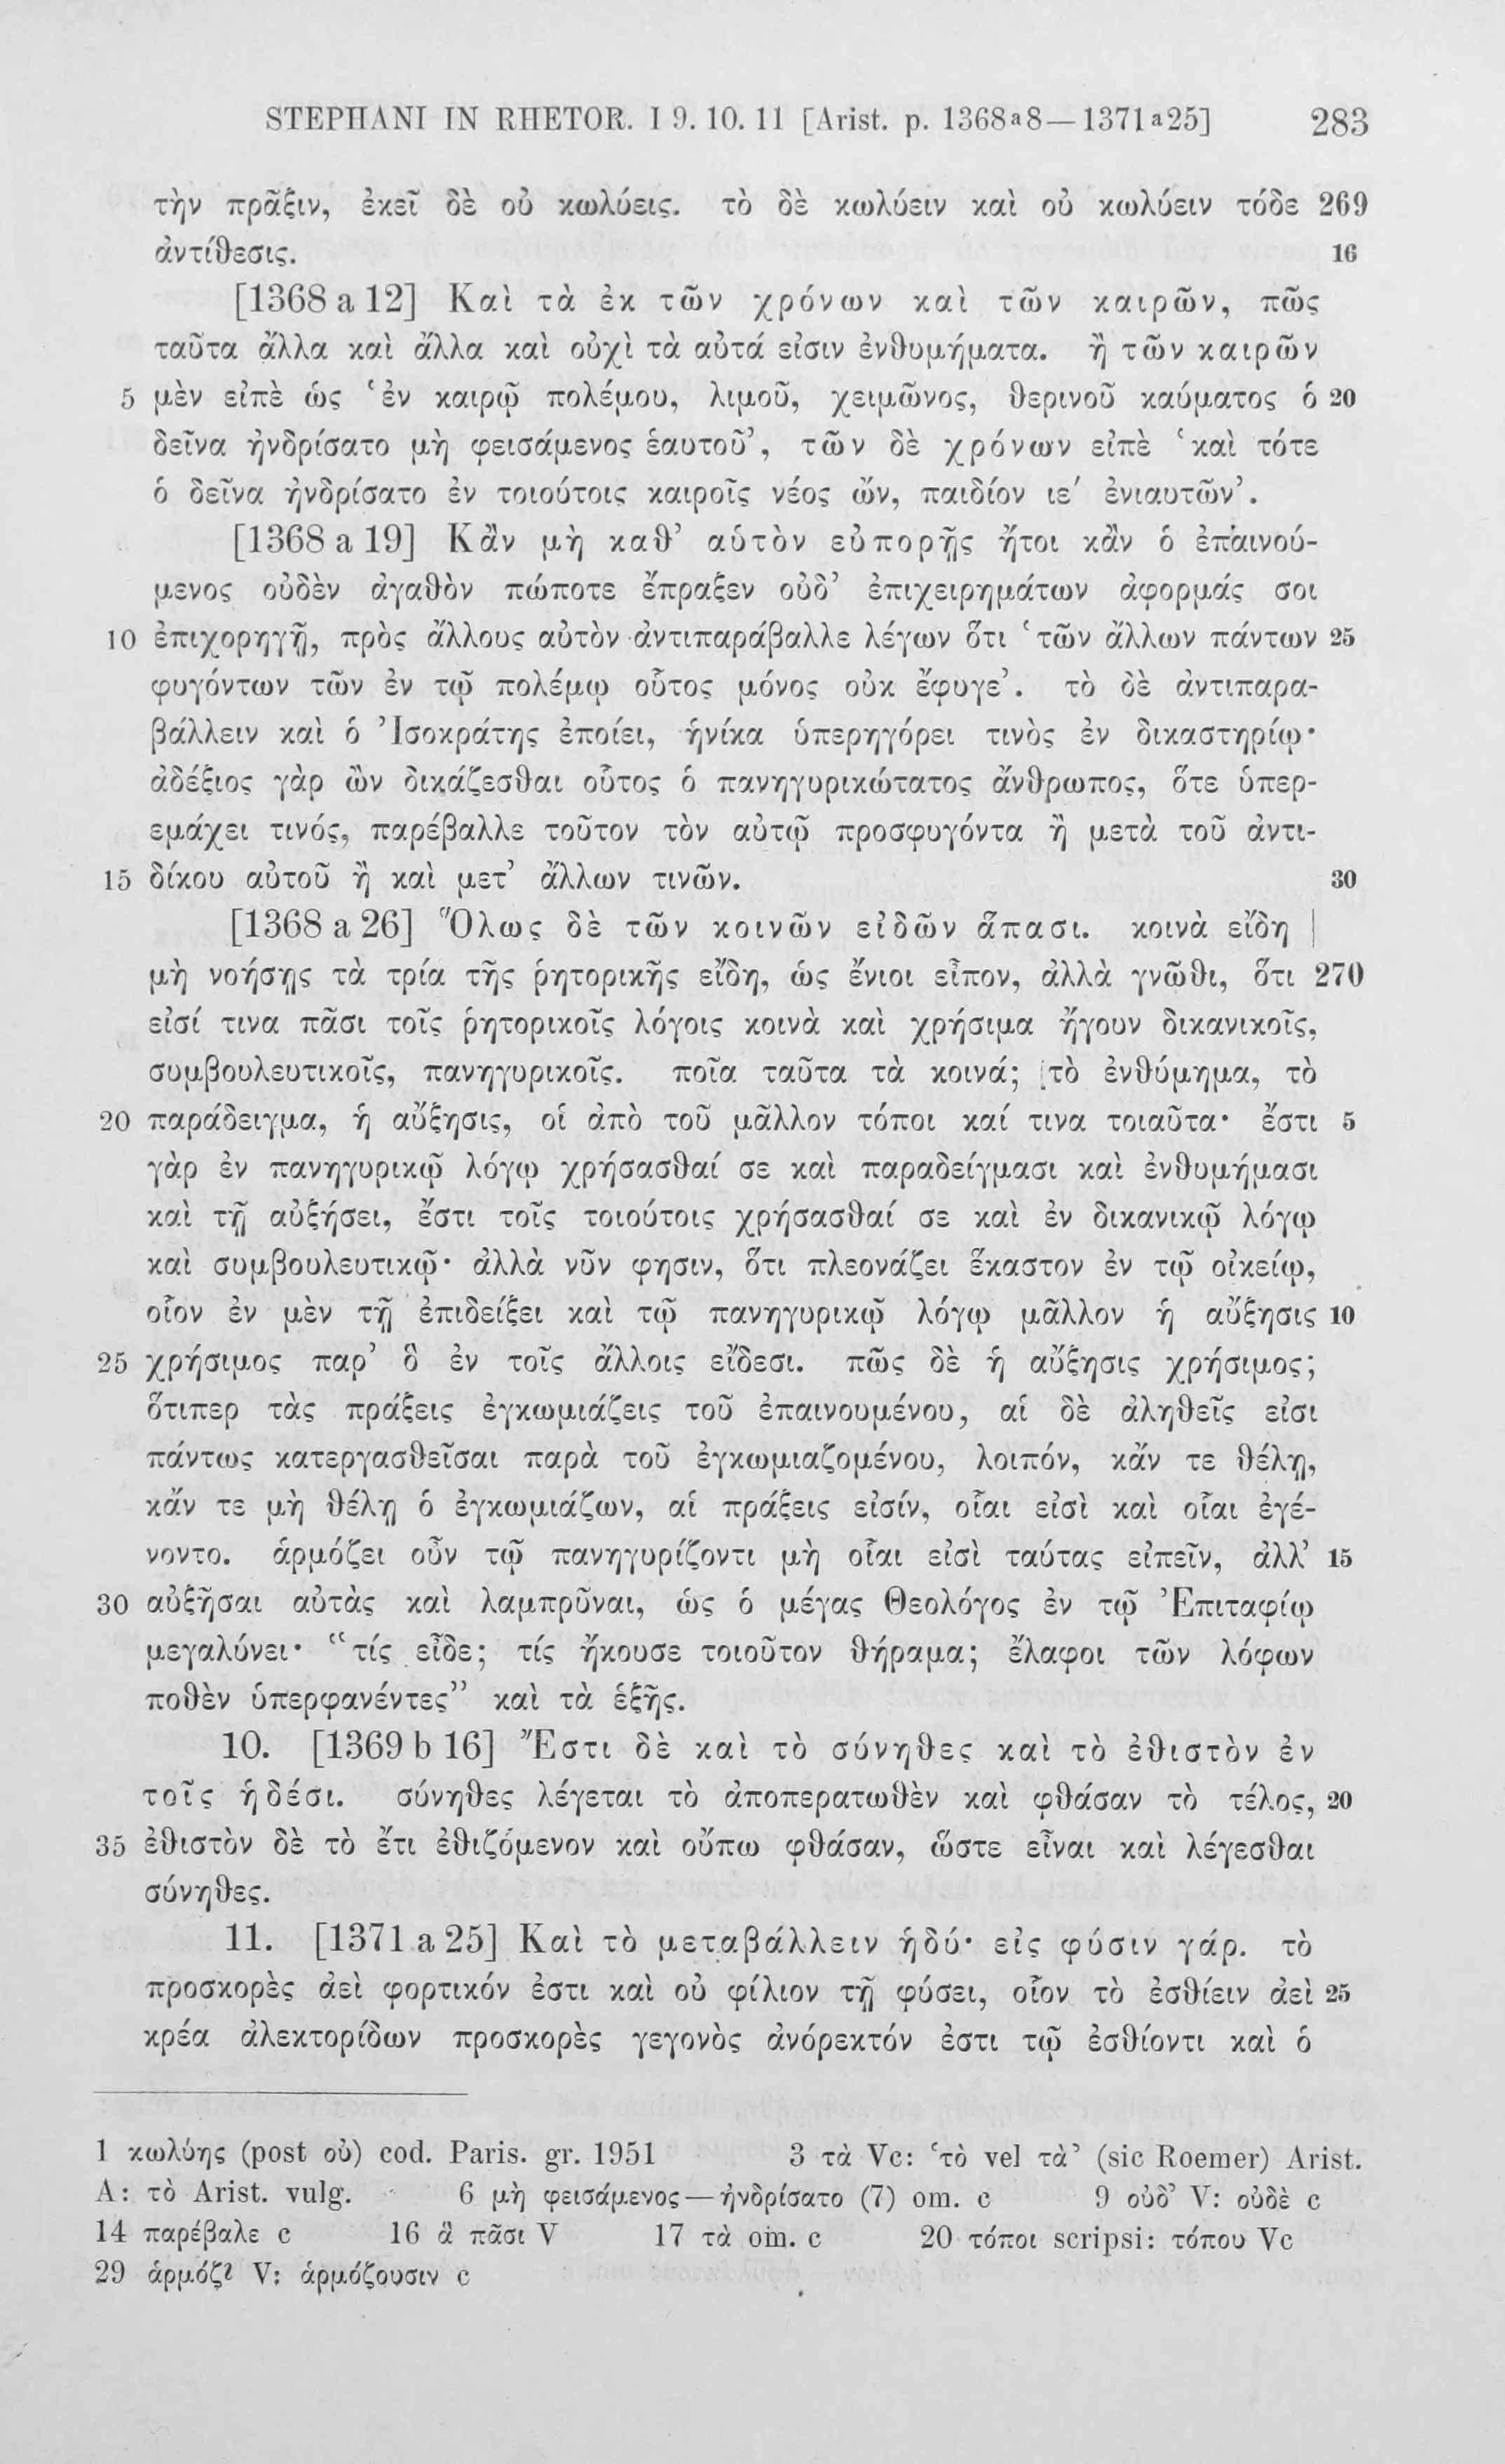 STEPHANI IN RHETOR. I 9. 10. 11 [Arist. p. 1368a8—1371a25] 283
τὴν πρᾶξιν, ἐκεῖ δὲ οὐ κωλύεις. τὸ δὲ κωλύειν καὶ οὐ κωλύειν τόδε 269
ἀντίθεσις. 16
[1368 a 12] Καὶ τὰ ἐκ τῶν χρόνων καὶ τῶν καιρῶν, πῶς
ταῦτα ἄλλα καὶ ἄλλα καὶ οὐχὶ τὰ αὐτά εἰσιν ἐνθυμήματα. ἢ τῶν καιρῶν
5 μὲν εἰπὲ ὡς ‘ἐν καιρῷ πολέμου, λιμοῦ, χειμῶνος, θερινοῦ καύματος ὁ 20
δεῖνα ἠνδρίσατο μὴ φεισάμενος ἑαυτοῦ’, τῶν δὲ χρόνων εἰπὲ ‘καὶ τότε
ὁ δεῖνα ἠνδρίσατο ἐν τοιούτοις καιροῖς νέος ὤν, παιδίον ιε′ ἐνιαυτῶν’.
[1368 a 19] Κἂν μὴ καθ’ αὑτὸν εὐπορῇς ἤτοι κἂν ὁ ἐπαινού-
μενος οὐδὲν ἀγαθὸν πώποτε ἔπραξεν οὐδ’ ἐπιχειρημάτων ἀφορμάς σοι
10 ἐπιχορηγῇ, πρὸς ἄλλους αὐτὸν ἀντιπαράβαλλε λέγων ὅτι ‘τῶν ἄλλων πάντων 25
φυγόντων τῶν ἐν τῷ πολέμῳ οὗτος μόνος οὐκ ἔφυγε’. τὸ δὲ ἀντιπαρα-
βάλλειν καὶ ὁ Ἰσοκράτης ἐποίει, ἡνίκα ὑπερηγόρει τινὸς ἐν δικαστηρίῳ·
ἀδέξιος γὰρ ὢν δικάζεσθαι οὗτος ὁ πανηγυρικώτατος ἄνθρωπος, ὅτε ὑπερ-
εμάχει τινός, παρέβαλλε τοῦτον τὸν αὐτῷ προσφυγόντα ἢ μετὰ τοῦ ἀντι-
15 δίκου αὐτοῦ ἢ καὶ μετ’ ἄλλων τινῶν. 30
[1368 a 26] Ὅλως δὲ τῶν κοινῶν εἰδῶν ἅπασι. κοινὰ εἴδη |
μὴ νοήσῃς τὰ τρία τῆς ῥητορικῆς εἴδη, ὡς ἔνιοι εἶπον, ἀλλὰ γνῶθι, ὅτι 270
εἰσί τινα πᾶσι τοῖς ῥητορικοῖς λόγοις κοινὰ καὶ χρήσιμα ἤγουν δικανικοῖς,
συμβουλευτικοῖς, πανηγυρικοῖς. ποῖα ταῦτα τὰ κοινά; τὸ ἐνθύμημα, τὸ
20 παράδειγμα, ἡ αὔξησις, οἱ ἀπὸ τοῦ μᾶλλον τόποι καί τινα τοιαῦτα· ἔστι 5
γὰρ ἐν πανηγυρικῷ λόγῳ χρήσασθαί σε καὶ παραδείγμασι καὶ ἐνθυμήμασι
καὶ τῇ αὐξήσει, ἔστι τοῖς τοιούτοις χρήσασθαί σε καὶ ἐν δικανικῷ λόγῳ
καὶ συμβουλευτικῷ· ἀλλὰ νῦν φησιν, ὅτι πλεονάζει ἕκαστον ἐν τῷ οἰκείῳ,
οἷον ἐν μὲν τῇ ἐπιδείξει καὶ τῷ πανηγυρικῷ λόγῳ μᾶλλον ἡ αὔξησις 10
25 χρήσιμος παρ’ ὃ ἐν τοῖς ἄλλοις εἴδεσι. πῶς δὲ ἡ αὔξησις χρήσιμος;
ὅτιπερ τὰς πράξεις ἐγκωμιάζεις τοῦ ἐπαινουμένου, αἱ δὲ ἀληθεῖς εἰσι
πάντως κατεργασθεῖσαι παρὰ τοῦ ἐγκωμιαζομένου, λοιπόν, κἄν τε θέλῃ,
κἄν τε μὴ θέλῃ ὁ ἐγκωμιάζων, αἱ πράξεις εἰσίν, οἷαι εἰσὶ καὶ οἷαι ἐγέ-
νοντο. ἁρμόζει οὖν τῷ πανηγυρίζοντι μὴ οἷαι εἰσὶ ταύτας εἰπεῖν, ἀλλ’ 15
30 αὐξῆσαι αὐτὰς καὶ λαμπρῦναι, ὡς ὁ μέγας Θεολόγος ἐν τῷ Ἐπιταφίῳ
μεγαλύνει· “τίς εἶδε; τίς ἤκουσε τοιοῦτον θήραμα; ἔλαφοι τῶν λόφων
ποθὲν ὑπερφανέντες” καὶ τὰ ἑξῆς.
10. [1369 b 16] Ἔστι δὲ καὶ τὸ σύνηθες καὶ τὸ ἐθιστὸν ἐν
τοῖς ἡδέσι. σύνηθες λέγεται τὸ ἀποπερατωθὲν καὶ φθάσαν τὸ τέλος, 20
35 ἐθιστὸν δὲ τὸ ἔτι ἐθιζόμενον καὶ οὔπω φθάσαν, ὥστε εἶναι καὶ λέγεσθαι
σύνηθες.
11. [1371 a 25] Καὶ τὸ μεταβάλλειν ἡδύ· εἰς φύσιν γάρ. τὸ
προσκορὲς ἀεὶ φορτικόν ἐστι καὶ οὐ φίλιον τῇ φύσει, οἷον τὸ ἐσθίειν ἀεὶ 25
κρέα ἀλεκτορίδων προσκορὲς γεγονὸς ἀνόρεκτόν ἐστι τῷ ἐσθίοντι καὶ ὁ
1 κωλύης (post οὐ) cod. Paris. gr. 1951 3 τὰ Vc: ‘τὸ vel τὰ’ (sic Roemer) Arist.
A: τὸ Arist. vulg. 6 μὴ φεισάμενος—ἠνδρίσατο (7) om. c 9 οὐδ’ V: οὐδὲ c
14 παρέβαλε c 16 ἃ πᾶσι V 17 τὰ om. c 20 τόποι scripsi: τόπου Vc
29 ἁρμόζι V: ἁρμόζουσιν c